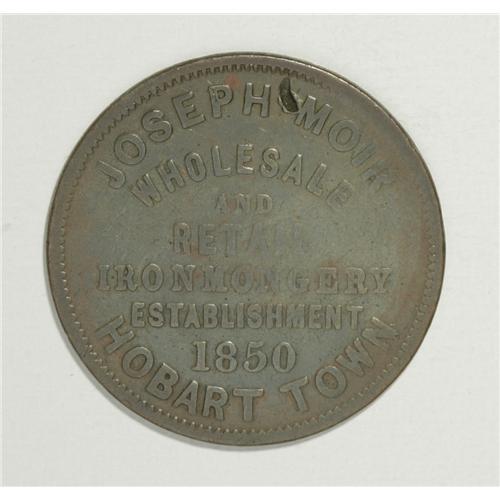 JOSEPH MOIR
WHOLESALE
AND
RETAIL
IRONMONGERY
ESTABLISHMENT
1850
HOBART TOWN